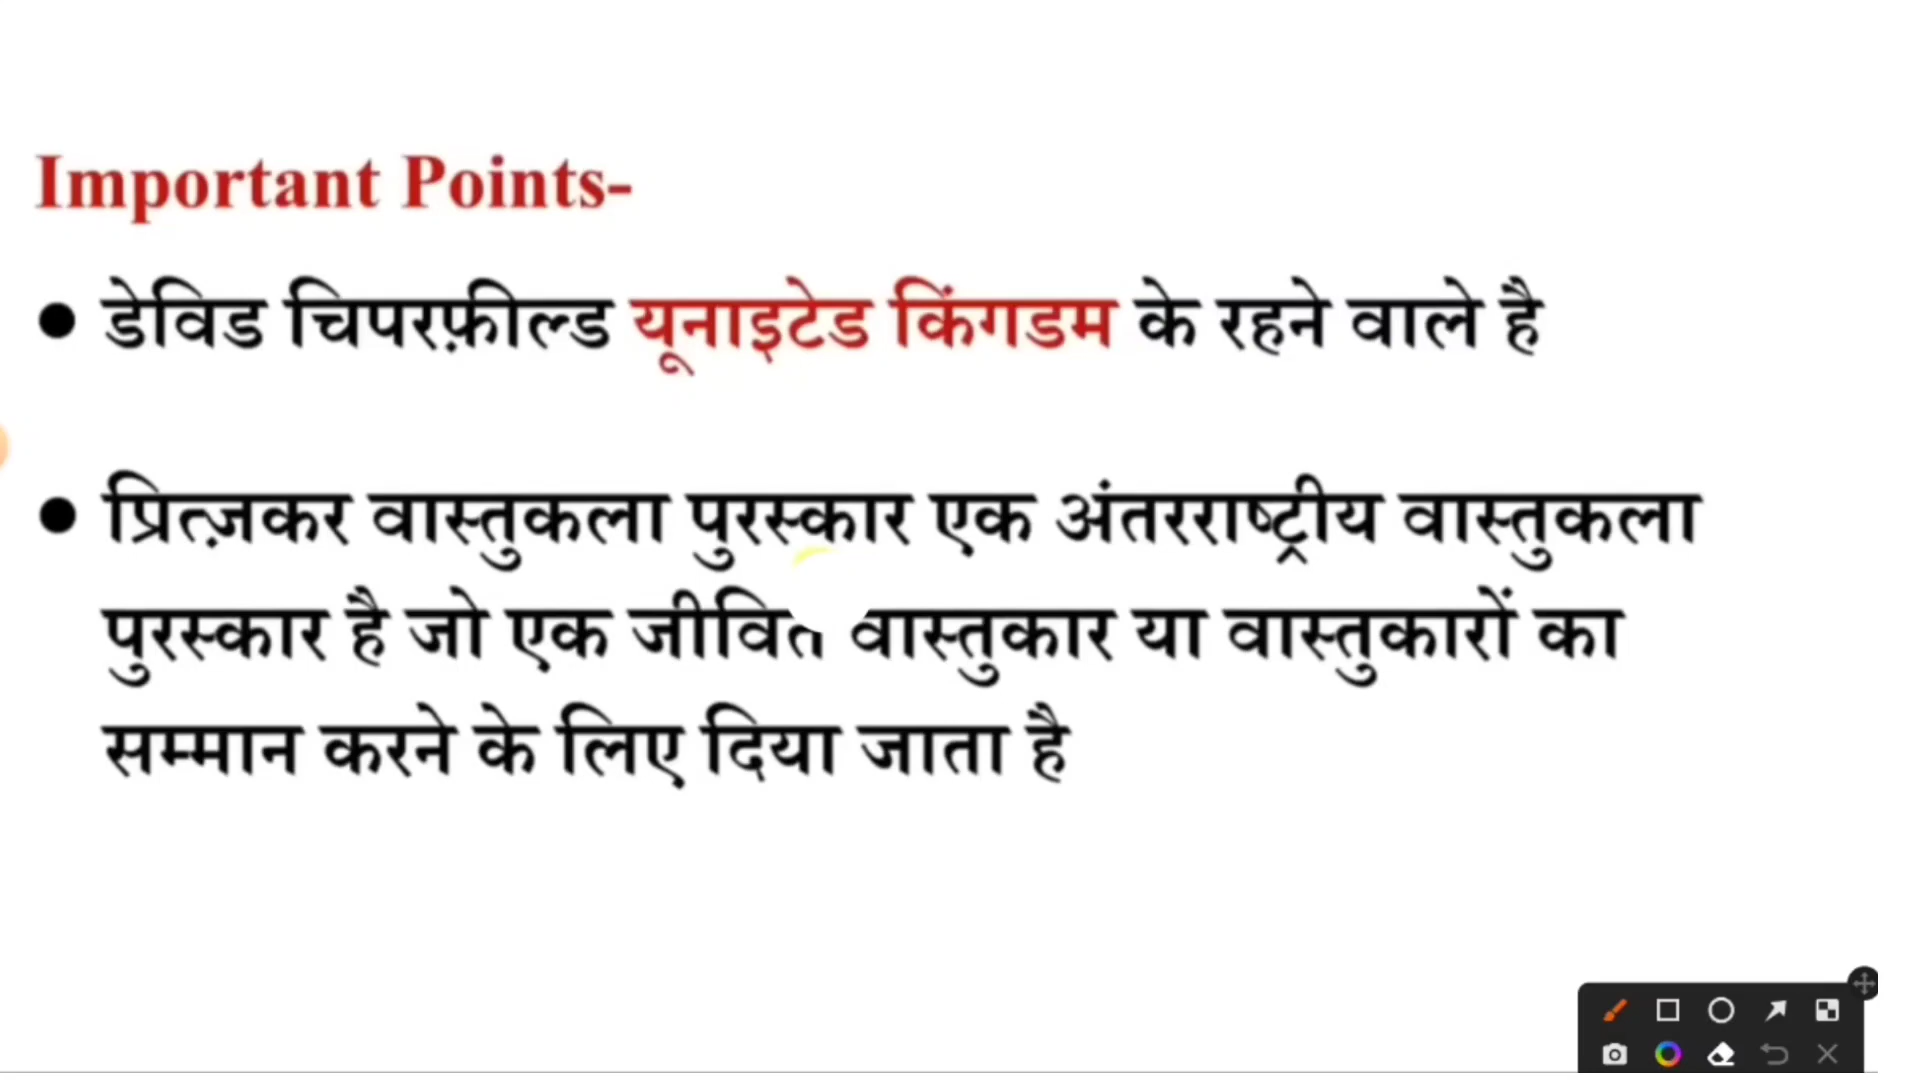 Important Points-
● डेविड चिपरफ़ील्ड यूनाइटेड किंगडम के रहने वाले है
● प्रित्ज़कर वास्तुकला पुरस्कार एक अंतरराष्ट्रीय वास्तुकला
पुरस्कार है जो एक जीवित वास्तुकार या वास्तुकारों का
सम्मान करने के लिए दिया जाता है